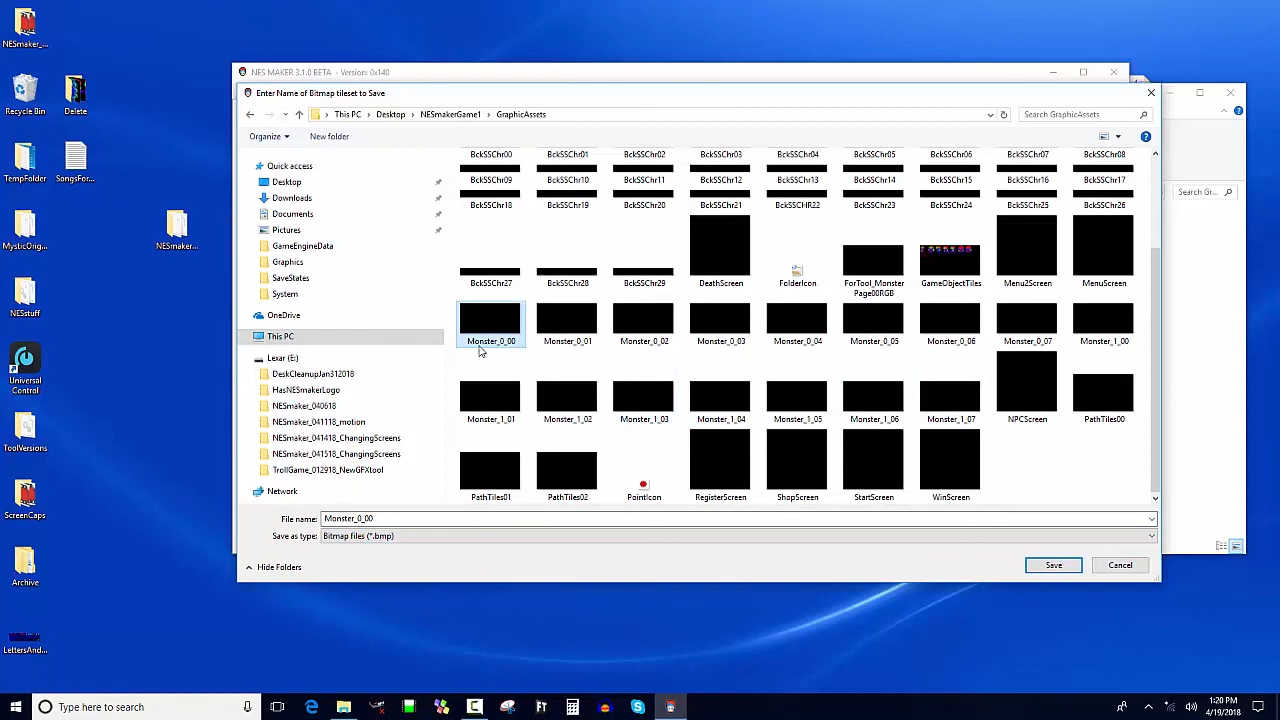 NESmaker_...
Recycle Bin
Delete
TempFolder
SongsFor...
MysticOrig...
NESmaker...
NESstuff
Universal
Control
ToolVersions
ScreenCaps
Archive
LettersAnd...
NES MAKER 3.1.0 BETA - Version: 0x140
Enter Name of Bitmap tileset to Save
This PC > Desktop > NESmakerGame1 > GraphicAssets
Search GraphicAssets
Search Gr...
Organize
New folder
Quick access
Desktop
Downloads
Documents
Pictures
GameEngineData
Graphics
SaveStates
System
OneDrive
This PC
Lexar (E:)
DeskCleanupJan312018
HasNESmakerLogo
NESmaker_040618
NESmaker_041118_motion
NESmaker_041418_ChangingScreens
NESmaker_041518_ChangingScreens
TrollGame_012918_NewGFXtool
Network
BckSSChr00 BckSSChr01 BckSSChr02 BckSSChr03 BckSSChr04 BckSSChr05 BckSSChr06 BckSSChr07 BckSSChr08
BckSSChr09 BckSSChr10 BckSSChr11 BckSSChr12 BckSSChr13 BckSSChr14 BckSSChr15 BckSSChr16 BckSSChr17
BckSSChr18 BckSSChr19 BckSSChr20 BckSSChr21 BckSSCHR22 BckSSChr23 BckSSChr24 BckSSChr25 BckSSChr26
BckSSChr27 BckSSChr28 BckSSChr29 DeathScreen FolderIcon ForTool_Monster GameObjectTiles Menu2Screen MenuScreen
Page00RGB
Monster_0_00 Monster_0_01 Monster_0_02 Monster_0_03 Monster_0_04 Monster_0_05 Monster_0_06 Monster_0_07 Monster_1_00
Monster_1_01 Monster_1_02 Monster_1_03 Monster_1_04 Monster_1_05 Monster_1_06 Monster_1_07 NPCScreen PathTiles00
PathTiles01 PathTiles02 PointIcon RegisterScreen ShopScreen StartScreen WinScreen
File name: Monster_0_00
Save as type: Bitmap files (*.bmp)
Hide Folders
Save
Cancel
Type here to search
1:20 PM
4/19/2018